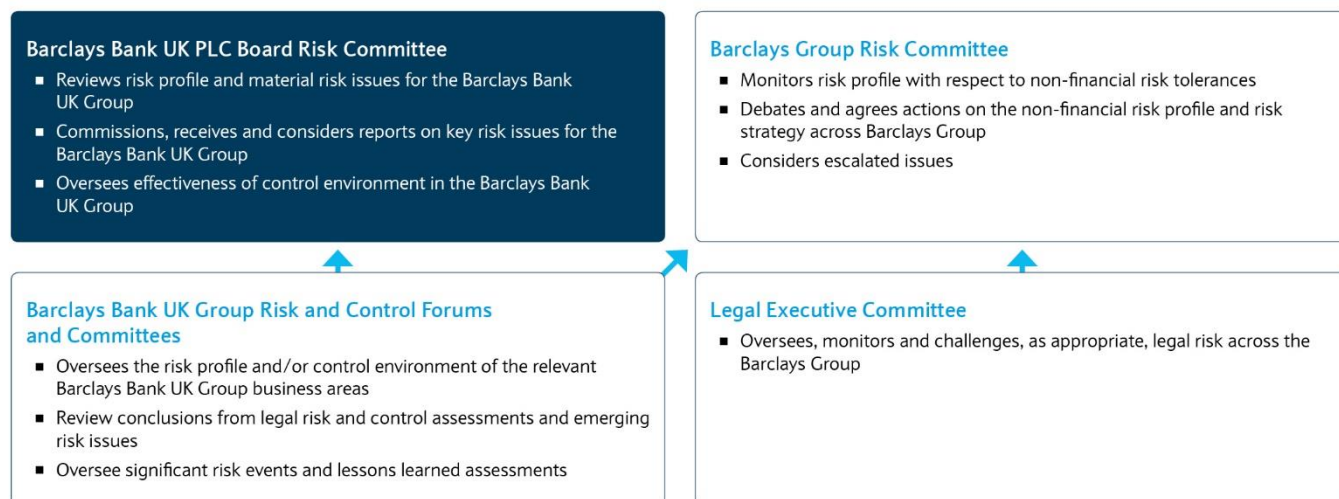 Barclays Bank UK PLC Board Risk Committee
■ Reviews risk profile and material risk issues for the Barclays Bank
UK Group
■ Commissions, receives and considers reports on key risk issues for the
Barclays Bank UK Group
■ Oversees effectiveness of control environment in the Barclays Bank
UK Group
Barclays Group Risk Committee
■ Monitors risk profile with respect to non-financial risk tolerances
■ Debates and agrees actions on the non-financial risk profile and risk
strategy across Barclays Group
■ Considers escalated issues
Barclays Bank UK Group Risk and Control Forums
and Committees
■ Oversees the risk profile and/or control environment of the relevant
Barclays Bank UK Group business areas
■ Review conclusions from legal risk and control assessments and emerging
risk issues
■ Oversee significant risk events and lessons learned assessments
Legal Executive Committee
■ Oversees, monitors and challenges, as appropriate, legal risk across the
Barclays Group